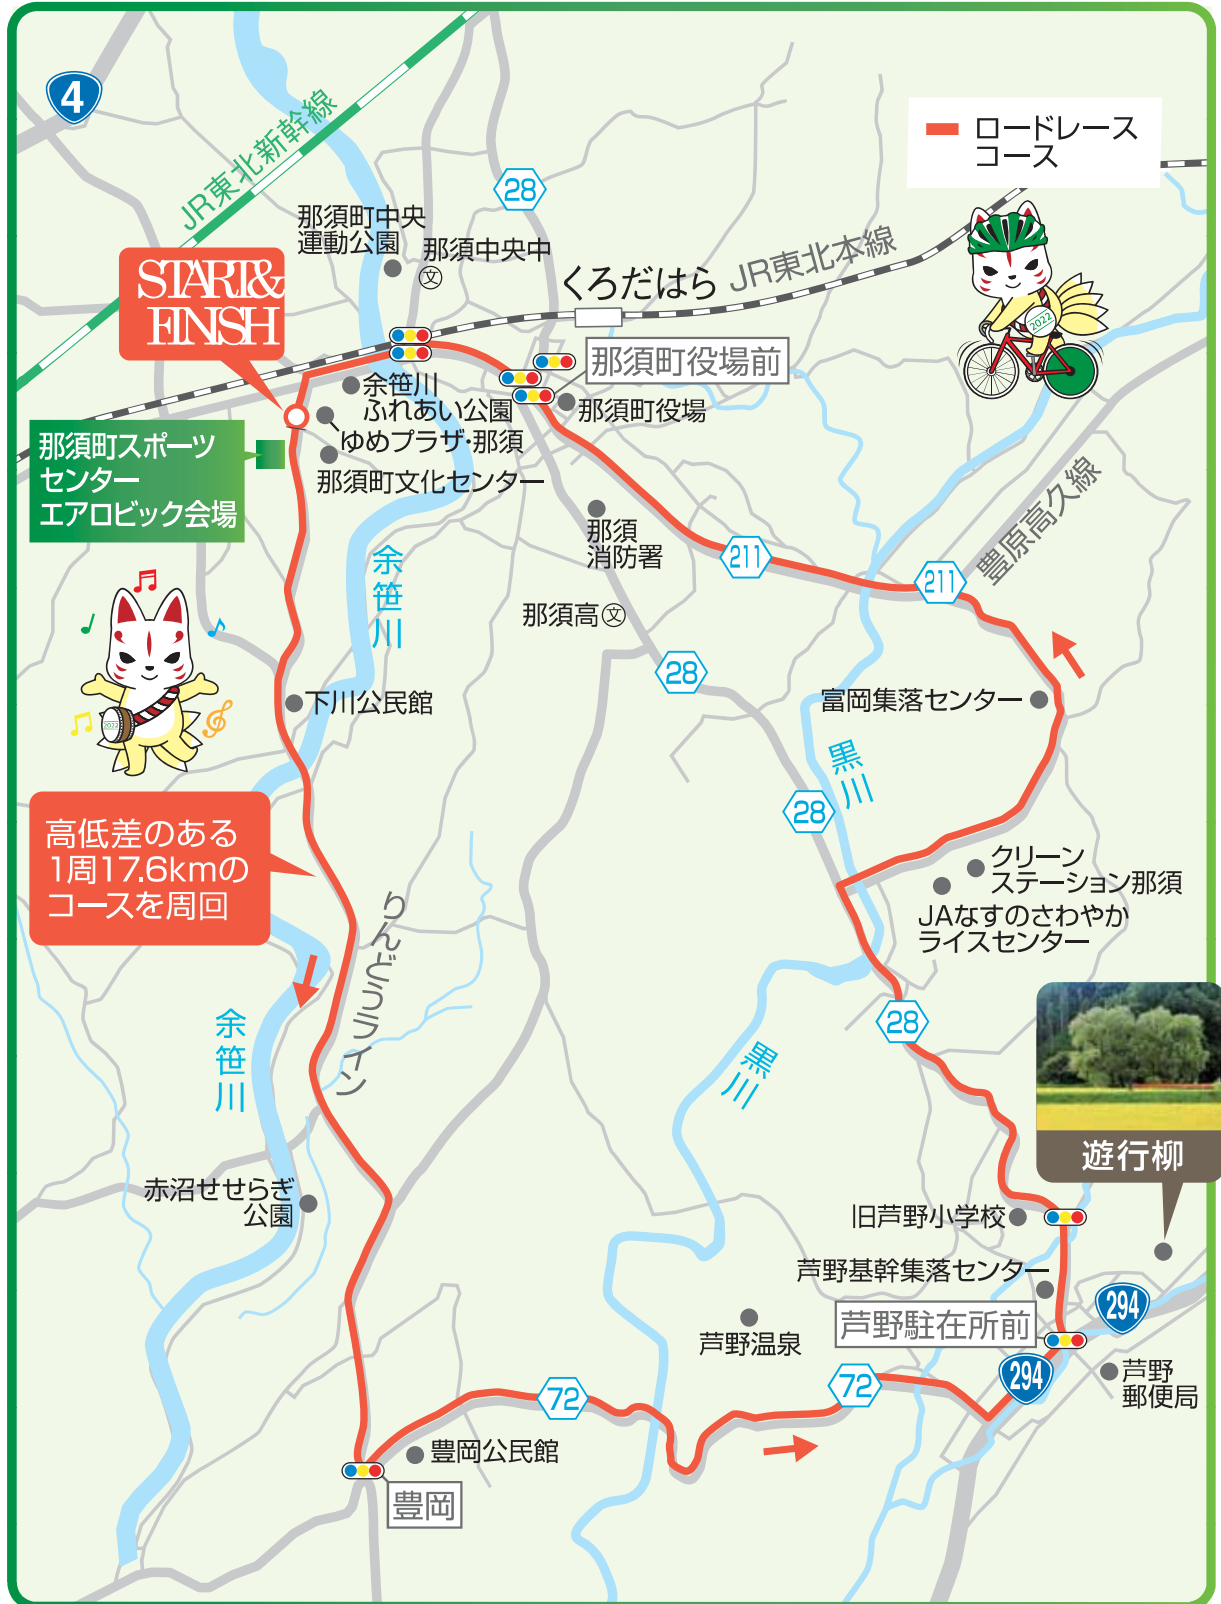 4
JR東北新幹線
ロードレース
コース
28
那須町中央
運動公園
那須中央中
文
くろだはら
JR東北本線
START&
FINSH
2022
那須町役場前
余笹川
ふれあい公園
那須町役場
ゆめプラザ・那須
那須町文化センター
那須町スポーツ
センター
エアロビック会場
豊原高久線
那須
消防署
211
211
余笹川
那須高
文
28
富岡集落センター
下川公民館
2022
黒川
28
高低差のある
1周17.6kmの
コースを周回
クリーン
ステーション那須
JAなすのさわやか
ライスセンター
りんどうライン
28
余笹川
黒川
遊行柳
赤沼せせらぎ
公園
旧芦野小学校
芦野基幹集落センター
294
芦野駐在所前
芦野温泉
294
芦野
郵便局
72
72
豊岡公民館
豊岡